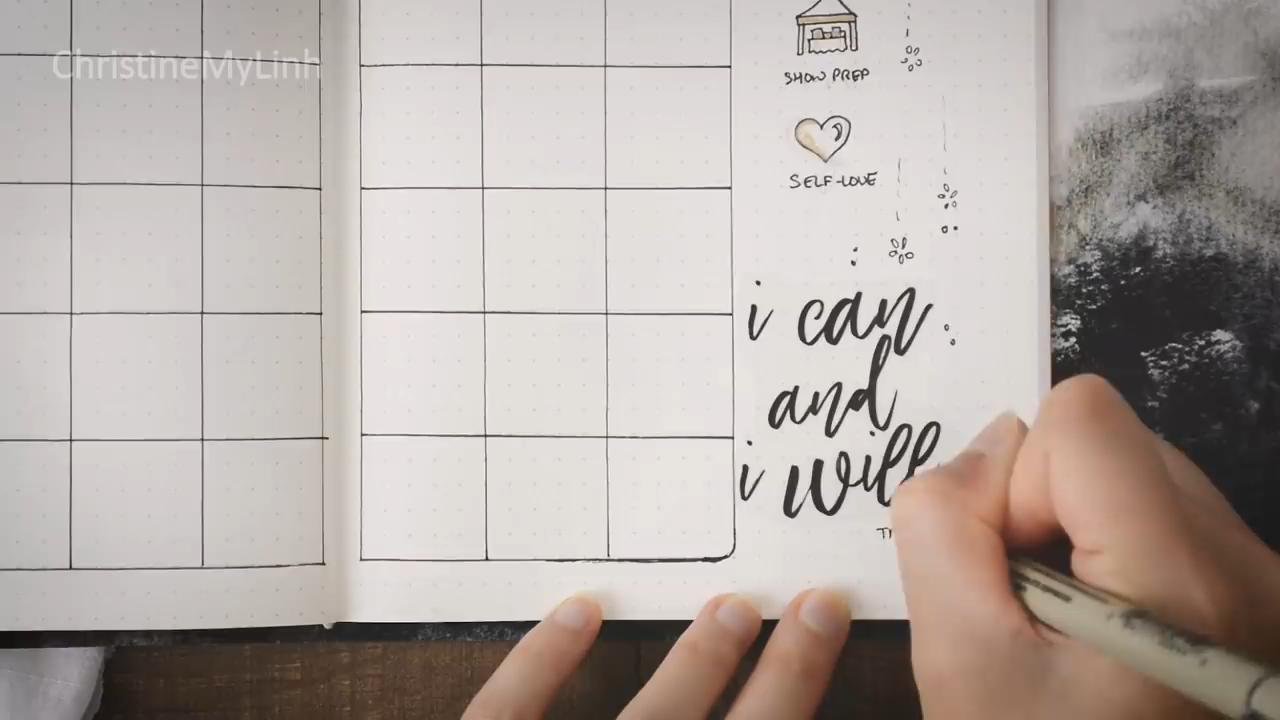 ChristineMyLinh
SHOW PREP
SELF-LOVE
i can
and
i will